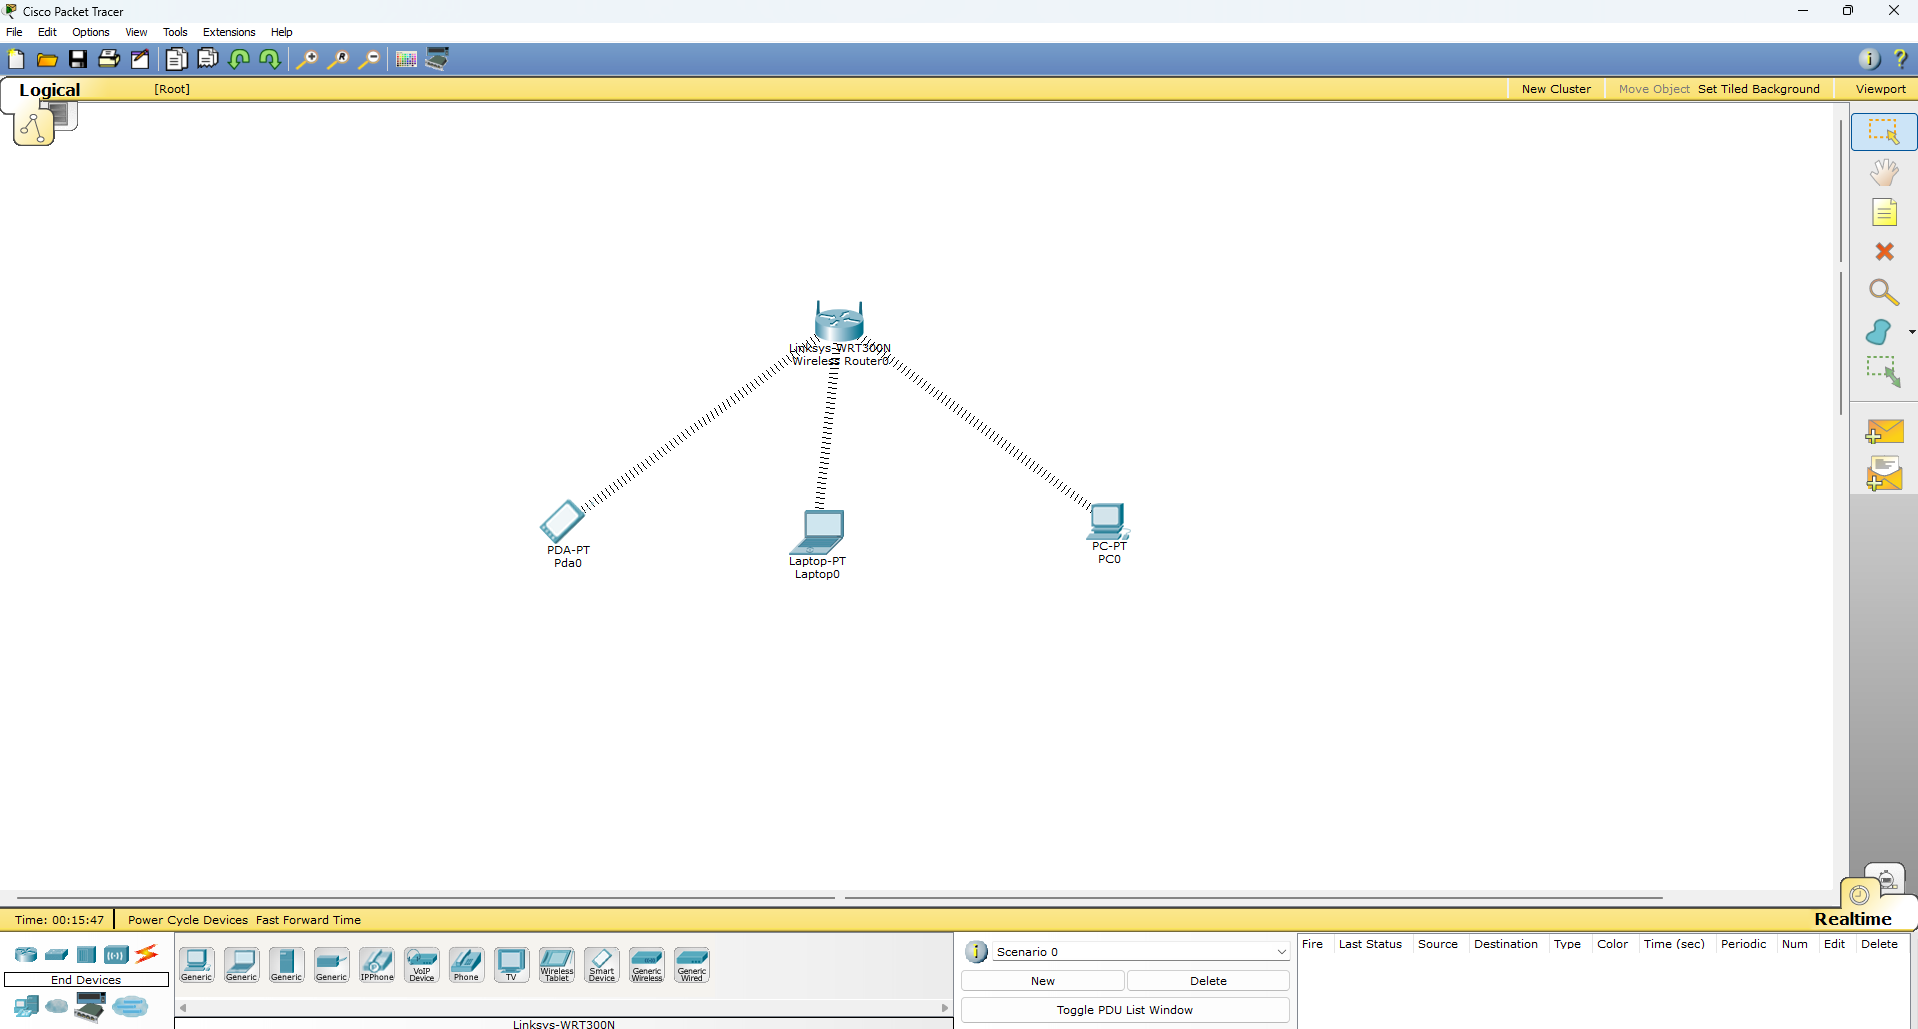 Cisco Packet Tracer
File Edit Options View Tools Extensions Help
Logical [Root] New Cluster Move Object Set Tiled Background Viewport
Linksys-WRT300N
Wireless Router0
PDA-PT
Pda0
Laptop-PT
Laptop0
PC-PT
PC0
Time: 00:15:47 Power Cycle Devices Fast Forward Time
Realtime
End Devices
Generic Generic Generic Generic IPPhone VoIP Device Phone TV Wireless Tablet Smart Device Generic Wireless Generic Wired
Linksys-WRT300N
Scenario 0
New Delete
Toggle PDU List Window
Fire Last Status Source Destination Type Color Time (sec) Periodic Num Edit Delete